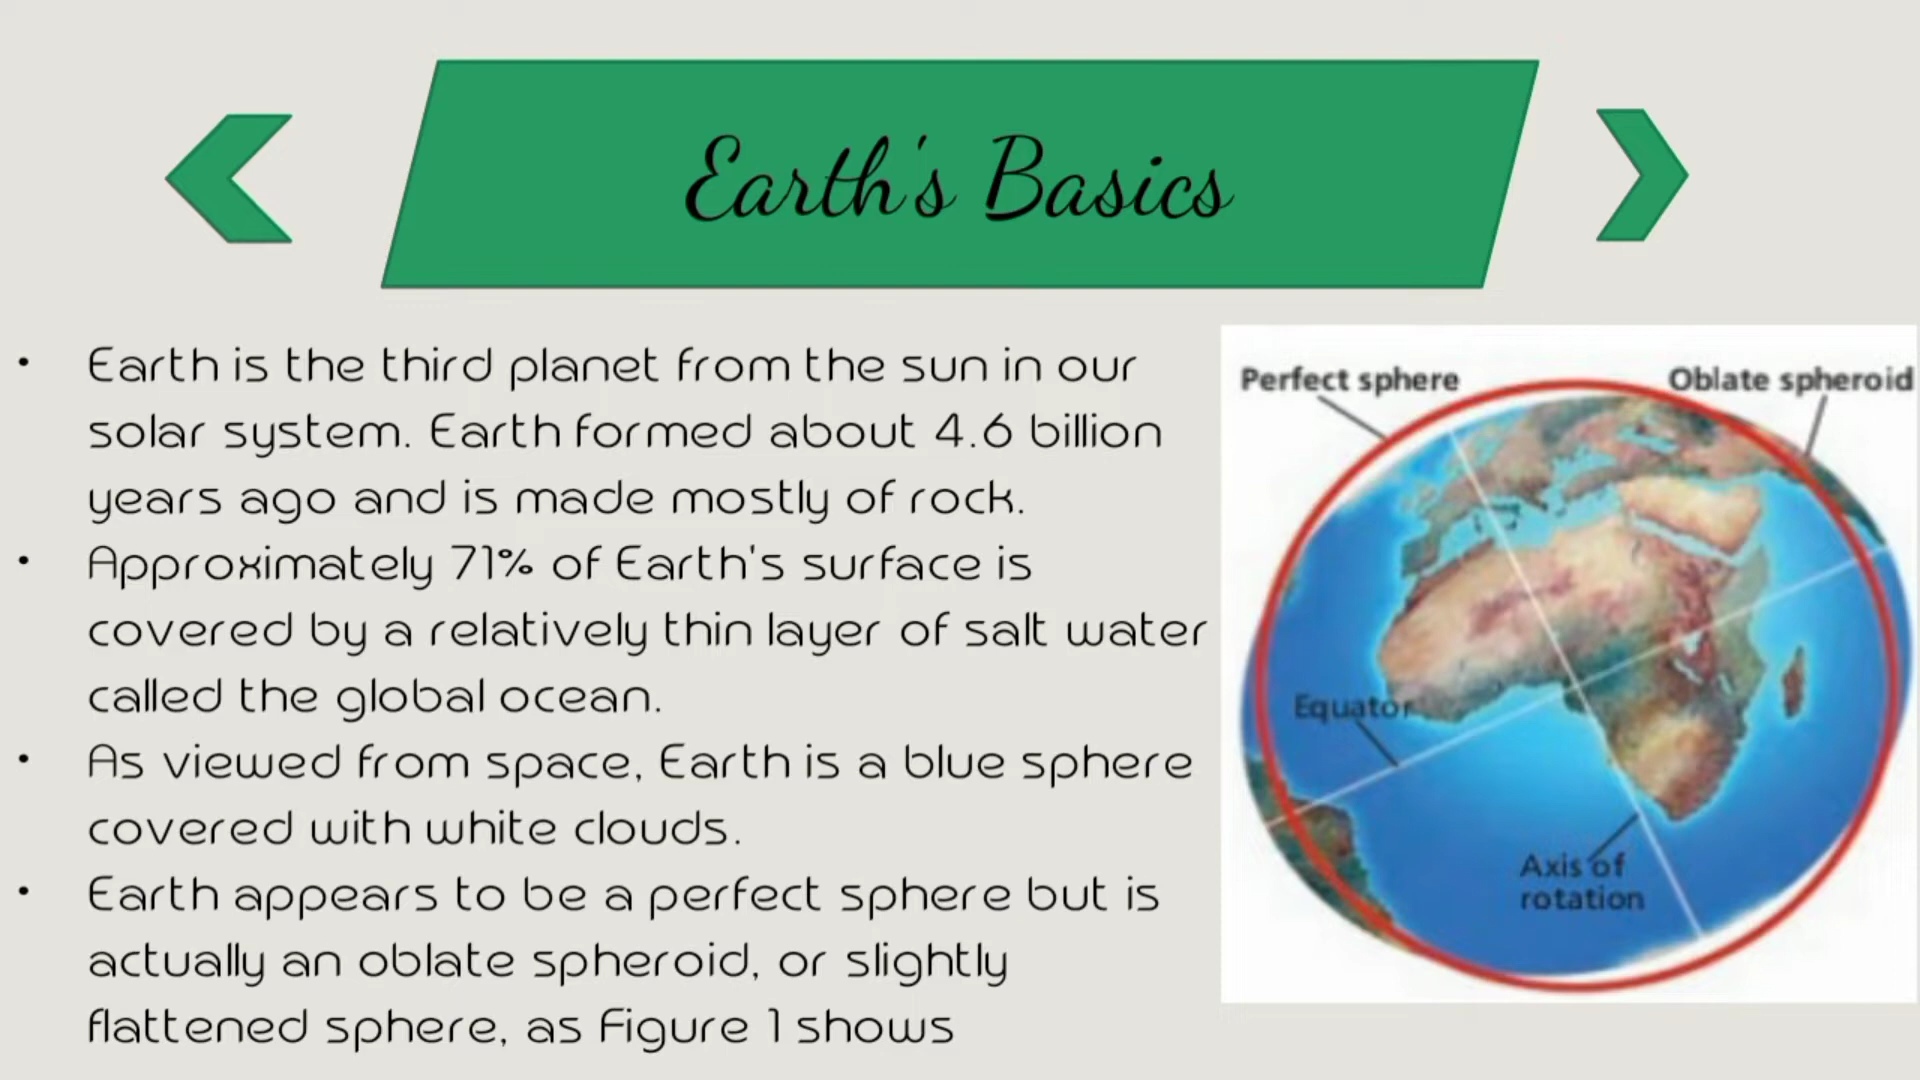 Earth's Basics
• Earth is the third planet from the sun in our
solar system. Earth formed about 4.6 billion
years ago and is made mostly of rock.
• Approximately 71% of Earth's surface is
covered by a relatively thin layer of salt water
called the global ocean.
• As viewed from space, Earth is a blue sphere
covered with white clouds.
• Earth appears to be a perfect sphere but is
actually an oblate spheroid, or slightly
flattened sphere, as Figure 1 shows
Perfect sphere
Oblate spheroid
Equator
Axis of
rotation